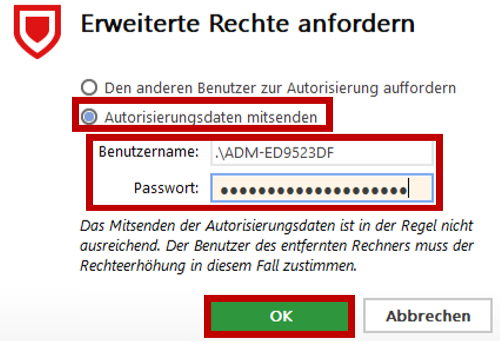 Erweiterte Rechte anfordern
Den anderen Benutzer zur Autorisierung auffordern
Autorisierungsdaten mitsenden
Benutzername: .\ADM-ED9523DF
Passwort: ●●●●●●●●●●●●●●●●●●●●
Das Mitsenden der Autorisierungsdaten ist in der Regel nicht
ausreichend. Der Benutzer des entfernten Rechners muss der
Rechteerhöhung in diesem Fall zustimmen.
OK Abbrechen